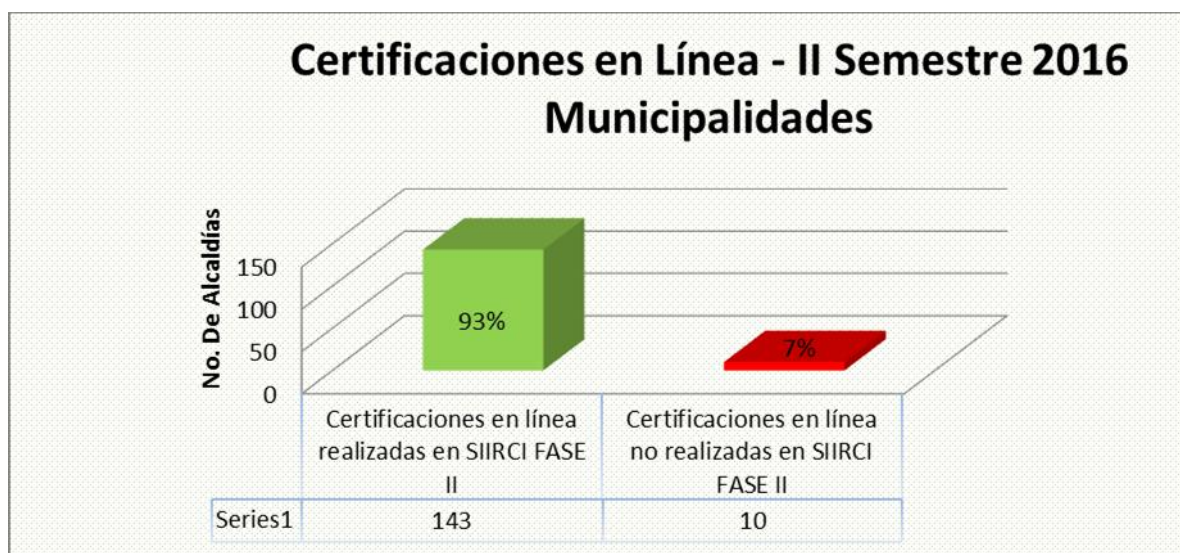 Certificaciones en Línea - II Semestre 2016
Municipalidades
No. De Alcaldías
150
100
50
0
93%
7%
Certificaciones en línea
realizadas en SIIRCI FASE
II
Certificaciones en línea
no realizadas en SIIRCI
FASE II
Series1 143 10